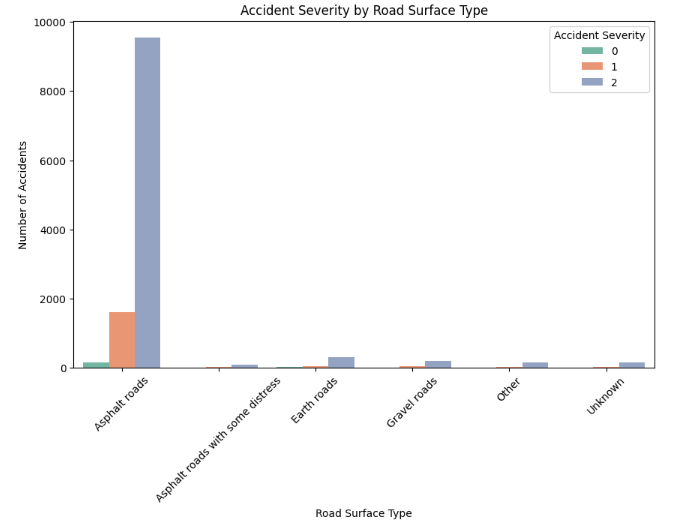 Accident Severity by Road Surface Type
Accident Severity
0
1
2
Number of Accidents
10000
8000
6000
4000
2000
0
Asphalt roads
Asphalt roads with some distress
Earth roads
Gravel roads
Other
Unknown
Road Surface Type